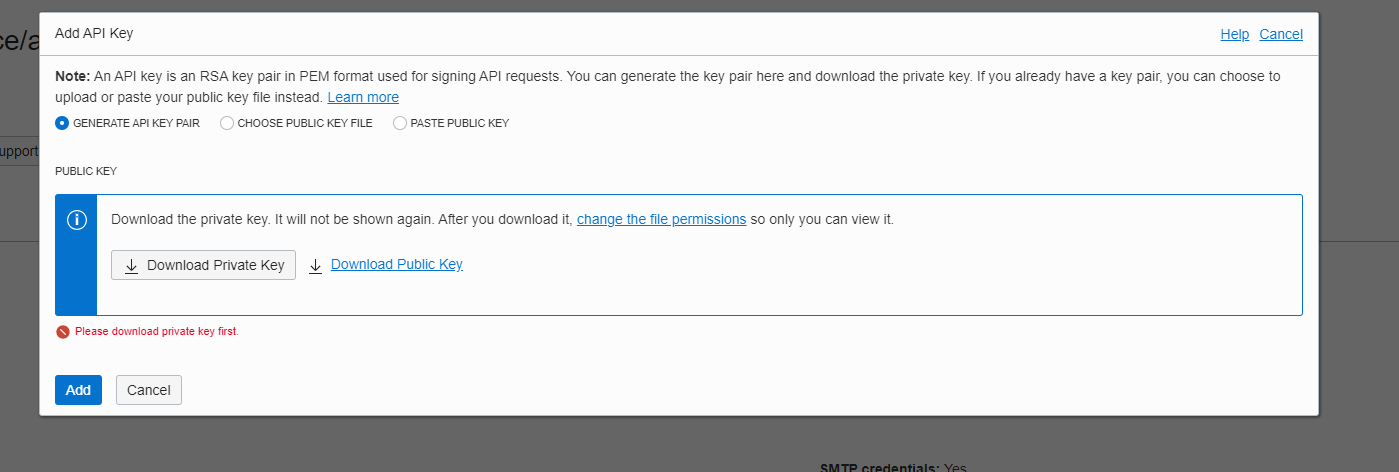 ce/a
Add API Key
Help Cancel
Note: An API key is an RSA key pair in PEM format used for signing API requests. You can generate the key pair here and download the private key. If you already have a key pair, you can choose to
upload or paste your public key file instead. Learn more
GENERATE API KEY PAIR CHOOSE PUBLIC KEY FILE PASTE PUBLIC KEY
upport
PUBLIC KEY
Download the private key. It will not be shown again. After you download it, change the file permissions so only you can view it.
Download Private Key Download Public Key
Please download private key first.
Add Cancel
SMTP credentials: Yes